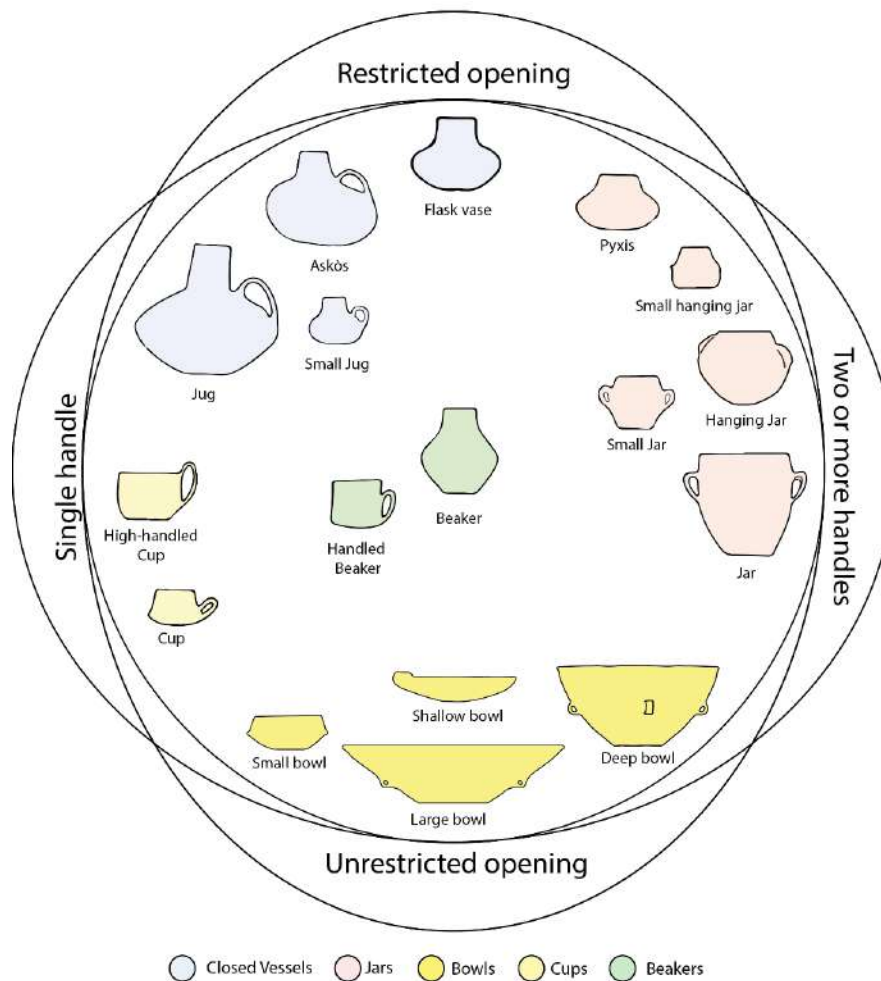 Restricted opening
Flask vase
Askòs
Pyxis
Small hanging jar
Jug
Small Jug
Hanging Jar
Small Jar
Two or more handles
Single handle
High-handled
Cup
Handled
Beaker
Beaker
Jar
Cup
Shallow bowl
Small bowl
Deep bowl
Large bowl
Unrestricted opening
Closed Vessels
Jars
Bowls
Cups
Beakers